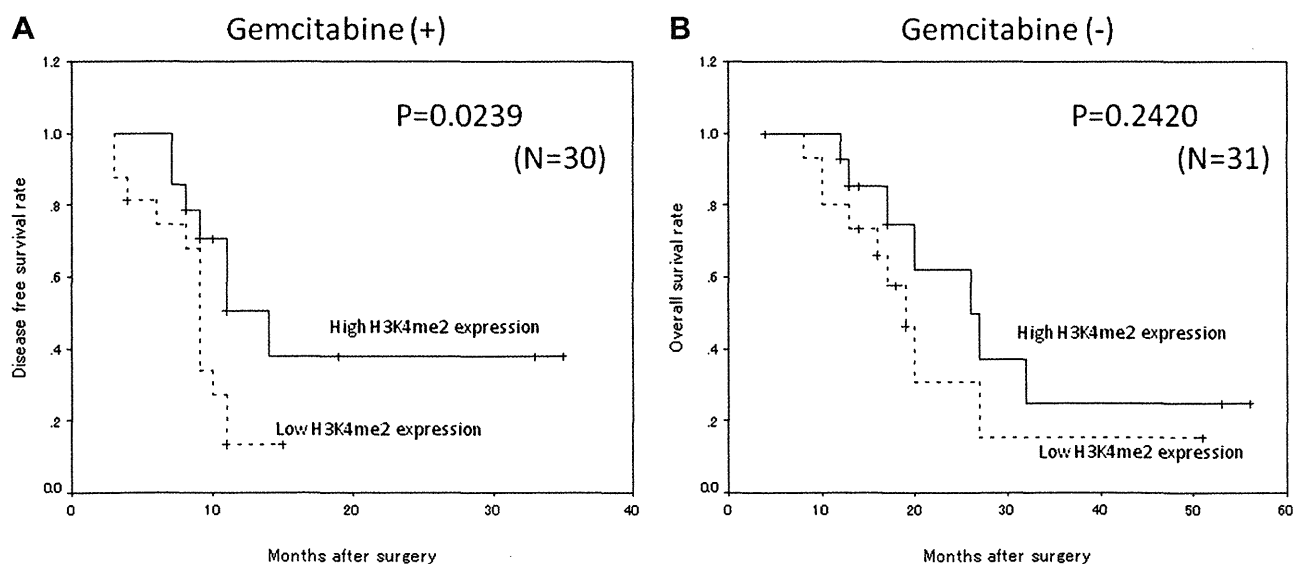 A
Gemcitabine (+)
1.2
1.0
.8
.6
.4
.2
0.0
Disease free survival rate
P=0.0239
(N=30)
High H3K4me2 expression
Low H3K4me2 expression
0
10
20
30
40
Months after surgery
B
Gemcitabine (-)
1.2
1.0
.8
.6
.4
.2
0.0
Overall surival rate
P=0.2420
(N=31)
High H3K4me2 expression
Low H3K4me2 expression
0
10
20
30
40
50
60
Months after surgery